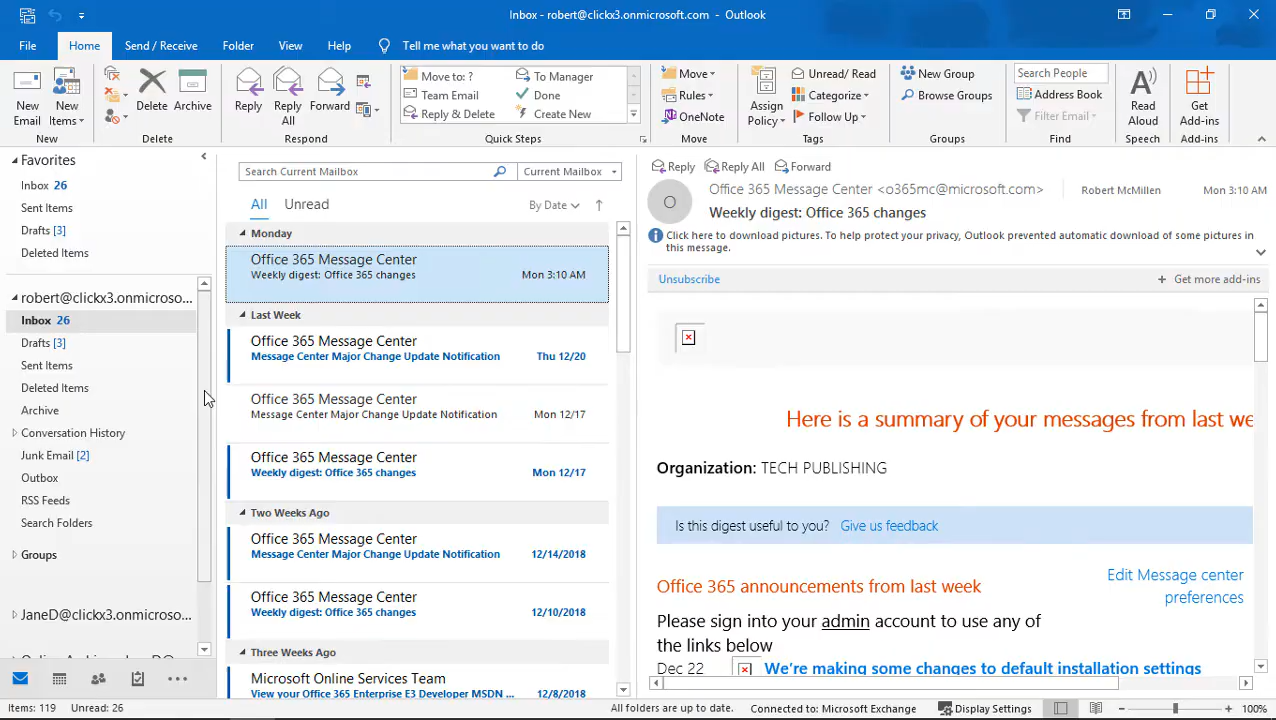 Inbox - robert@clickx3.onmicrosoft.com - Outlook
File Home Send / Receive Folder View Help Tell me what you want to do
New Email
New Items
Delete
Archive
Reply
Reply All
Forward
Move to: ?
Team Email
Reply & Delete
To Manager
Done
Create New
Move
Rules
OneNote
Assign Policy
Unread/ Read
Categorize
Follow Up
New Group
Browse Groups
Search People
Address Book
Filter Email
Read Aloud
Get Add-ins
New Delete Respond Quick Steps Move Tags Groups Find Speech Add-ins
Favorites
Inbox 26
Sent Items
Drafts [3]
Deleted Items
robert@clickx3.onmicroso...
Inbox 26
Drafts [3]
Sent Items
Deleted Items
Archive
Conversation History
Junk Email [2]
Outbox
RSS Feeds
Search Folders
Groups
JaneD@clickx3.onmicroso...
Search Current Mailbox Current Mailbox
All Unread By Date
Monday
Office 365 Message Center
Weekly digest: Office 365 changes Mon 3:10 AM
Last Week
Office 365 Message Center
Message Center Major Change Update Notification Thu 12/20
Office 365 Message Center
Message Center Major Change Update Notification Mon 12/17
Office 365 Message Center
Weekly digest: Office 365 changes Mon 12/17
Two Weeks Ago
Office 365 Message Center
Message Center Major Change Update Notification 12/14/2018
Office 365 Message Center
Weekly digest: Office 365 changes 12/10/2018
Three Weeks Ago
Microsoft Online Services Team
View your Office 365 Enterprise E3 Developer MSDN ... 12/8/2018
Reply Reply All Forward
O
Office 365 Message Center <o365mc@microsoft.com> Robert McMillen Mon 3:10 AM
Weekly digest: Office 365 changes
Click here to download pictures. To help protect your privacy, Outlook prevented automatic download of some pictures in
this message.
Unsubscribe + Get more add-ins
Here is a summary of your messages from last we
Organization: TECH PUBLISHING
Is this digest useful to you? Give us feedback
Edit Message center
preferences
Office 365 announcements from last week
Please sign into your admin account to use any of
the links below
Dec 22 We're making some changes to default installation settings
Items: 119 Unread: 26 All folders are up to date. Connected to: Microsoft Exchange Display Settings 100%